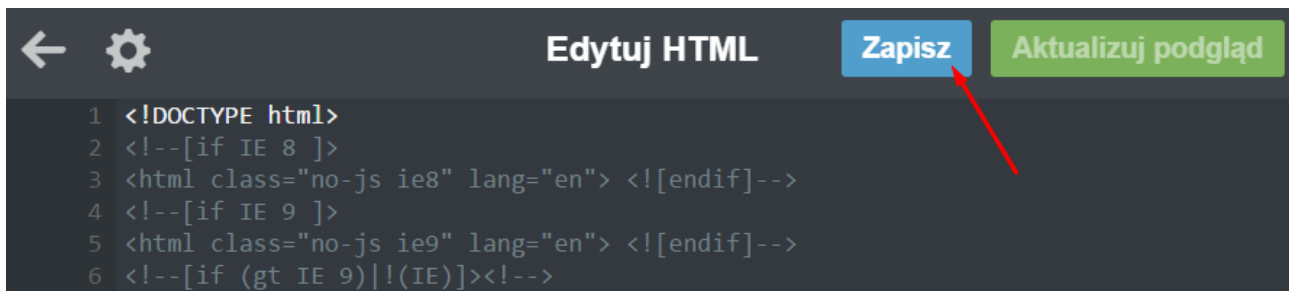 Edytuj HTML Zapisz Aktualizuj podgląd
1 <!DOCTYPE html>
2 <!--[if IE 8 ]>
3 <html class="no-js ie8" lang="en"> <![endif]-->
4 <!--[if IE 9 ]>
5 <html class="no-js ie9" lang="en"> <![endif]-->
6 <!--[if (gt IE 9)|!(IE)]><!-->